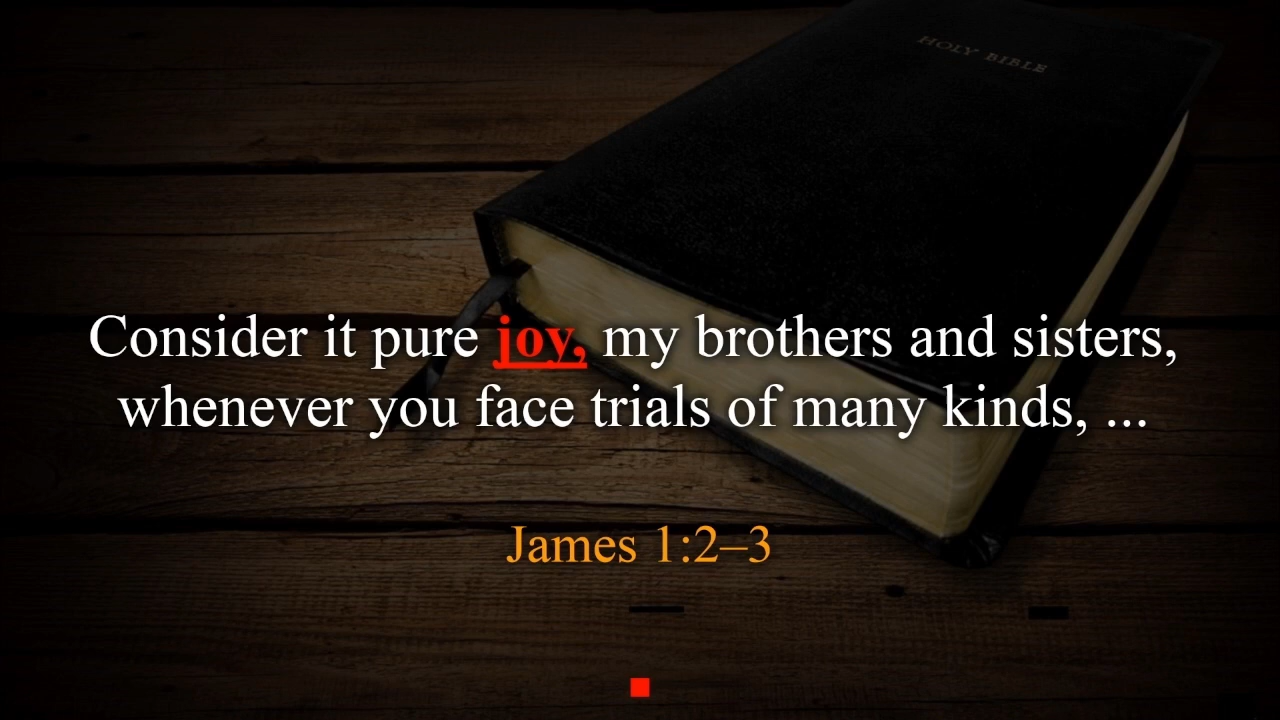 HOLY BIBLE
Consider it pure joy, my brothers and sisters,
whenever you face trials of many kinds, ...
James 1:2–3